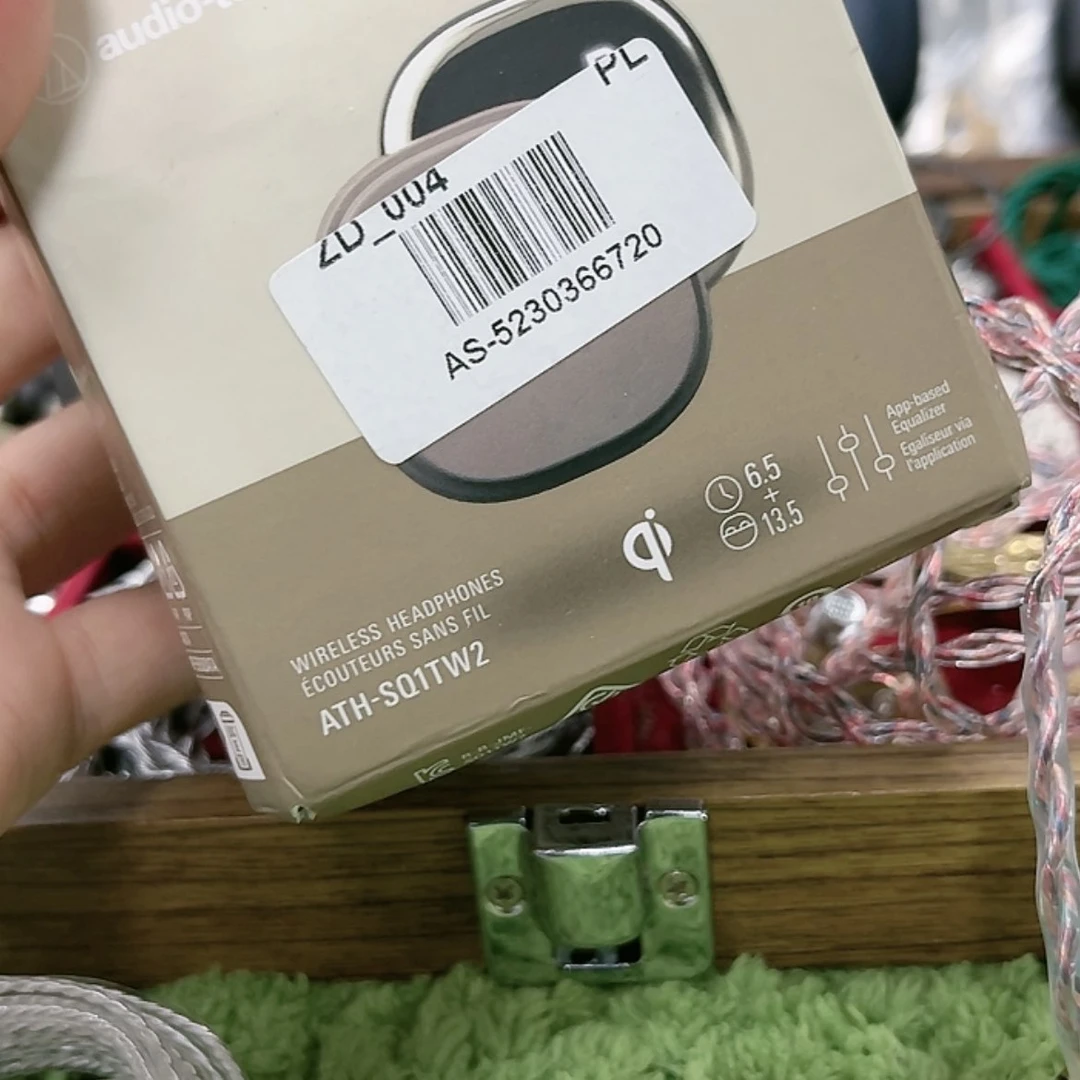 audio-t
PL
ZD_004
AS-5230366720
App-based
Equalizer
Egaliseur via
l'application
6.5
+
13.5
qi
WIRELESS HEADPHONES
ÉCOUTEURS SANS FIL
ATH-SQ1TW2